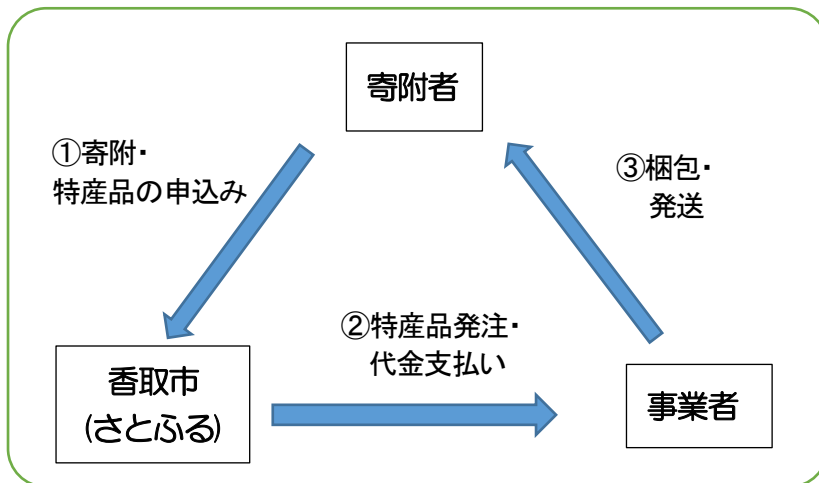 寄附者
①寄附・
特産品の申込み
③梱包・
発送
②特産品発注・
代金支払い
香取市
(さとふる)
事業者